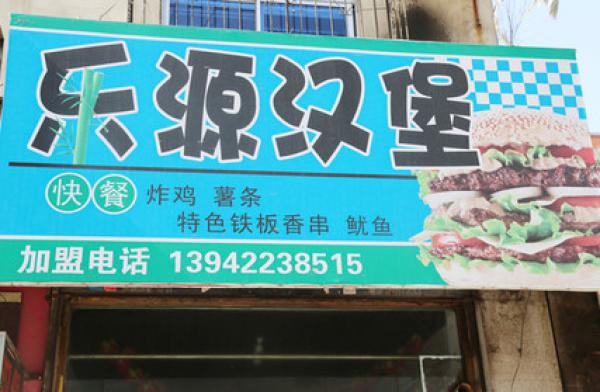 乐源汉堡
快餐 炸鸡 薯条
特色铁板香串 鱿鱼
加盟电话 13942238515